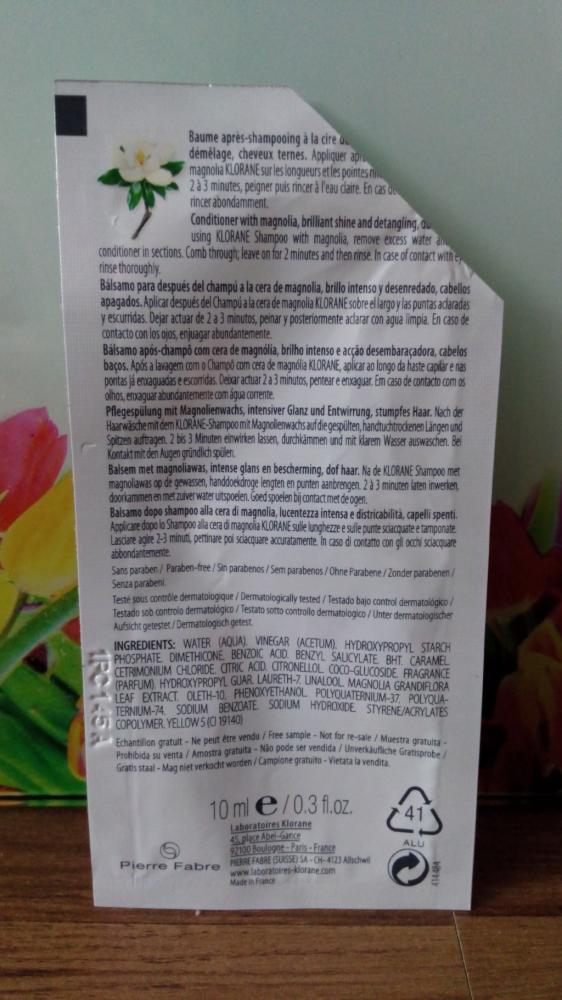 Baume après-shampooing à la cire
démêlage, cheveux ternes. Appliquer
magnolia KLORANE sur les longueurs et les pointes
2 à 3 minutes, peigner puis rincer à l'eau claire. En cas
rincer abondamment.
Conditioner with magnolia, brilliant shine and detangling,
using KLORANE Shampoo with magnolia, remove excess water
conditioner in sections. Comb through, leave on for 2 minutes and then rinse. In case of contact with
rinse thoroughly.
Bálsamo para después del champú a la cera de magnolia, brillo intenso y desenredado, cabellos
apagados. Aplicar después del Champú a la cera de magnolia KLORANE sobre el largo y las puntas aclaradas
y escurridas. Dejar actuar de 2 a 3 minutos, peinar y posteriormente aclarar con agua limpia. En caso de
contacto con los ojos, enjuagar abundantemente.
Bálsamo após-champô com cera de magnólia, brilho intenso e acção desembaraçadora, cabelos
baços. Após a lavagem com o Champô com cera de magnólia KLORANE, aplicar ao longo da haste capilar e nas
pontas já enxaguadas e escorridas. Deixar actuar 2 a 3 minutos, pentear e enxaguar. Em caso de contacto com os
olhos, enxaguar abundantemente com água corrente.
Pflegespülung mit Magnolienwachs, intensiver Glanz und Entwirrung, stumpfes Haar. Nach der
Haarwäsche mit dem KLORANE-Shampoo mit Magnolienwachs auf die gespülten, handtuchtrockenen Längen und
Spitzen auftragen. 2 bis 3 Minuten einwirken lassen, durchkämmen und mit klarem Wasser auswaschen. Bei
Kontakt mit den Augen gründlich spülen.
Balsem met magnoliawas, intense glans en bescherming, dof haar. Na de KLORANE Shampoo met
magnoliawas op de gewassen, handdoekdroge lengten en punten aanbrengen. 2 à 3 minuten laten inwerken,
doorkammen en met zuiver water uitspoelen. Goed spoelen bij contact met de ogen.
Balsamo dopo shampoo alla cera di magnolia, lucentezza intensa e districabilità, capelli spenti.
Applicare dopo lo Shampoo alla cera di magnolia KLORANE sulle lunghezze e sulle punte sciacquate e tamponate.
Lasciare agire 2-3 minuti, pettinare poi sciacquare accuratamente. In caso di contatto con gli occhi sciacquare
abbondantemente.
Sans paraben / Paraben-free / Sin parabenos / Sem parabenos / Ohne Parabene / Zonder parabenen /
Senza parabeni.
Testé sous contrôle dermatologique / Dermatologically tested / Testado bajo control dermatológico /
Testado sob controlo dermatológico / Testato sotto controllo dermatologico / Unter dermatologischer
Aufsicht getestet / Dermatologisch getest.
INGREDIENTS: WATER (AQUA). VINEGAR (ACETUM). HYDROXYPROPYL STARCH
PHOSPHATE. DIMETHICONE. BENZOIC ACID. BENZYL SALICYLATE. BHT. CARAMEL.
CETRIMONIUM CHLORIDE. CITRIC ACID. CITRONELLOL. COCO-GLUCOSIDE. FRAGRANCE
(PARFUM). HYDROXYPROPYL GUAR. LAURETH-7. LINALOOL. MAGNOLIA GRANDIFLORA
LEAF EXTRACT. OLETH-10. PHENOXYETHANOL. POLYQUATERNIUM-37. POLYQUA-
TERNIUM-74. SODIUM BENZOATE. SODIUM HYDROXIDE. STYRENE/ACRYLATES
COPOLYMER. YELLOW 5 (CI 19140)
Echantillon gratuit - Ne peut être vendu / Free sample - Not for re-sale / Muestra gratuita -
Prohibida su venta / Amostra gratuita - Não pode ser vendida / Unverkäufliche Gratisprobe /
Gratis staal - Mag niet verkocht worden / Campione gratuito - Vietata la vendita.
10 ml e / 0.3 fl.oz.
Laboratoires Klorane
45, place Abel-Gance
92100 Boulogne - Paris - France
PIERRE FABRE (SUISSE) SA - CH- 4123 Allschwil
www.laboratoires-klorane.com
Made in France
Pierre Fabre
41
ALU
414484